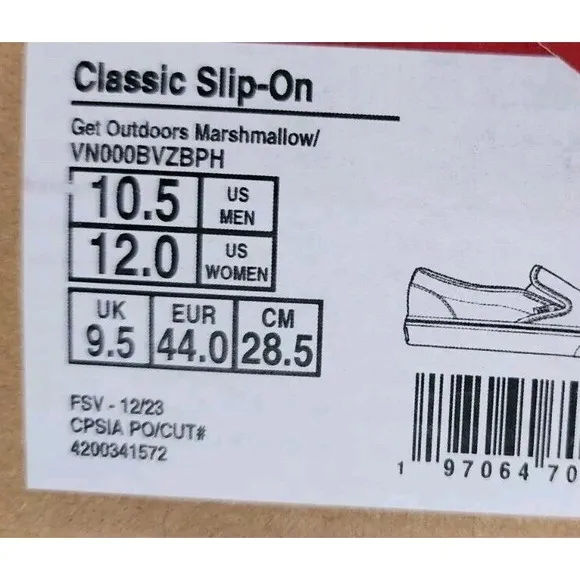 Classic Slip-On
Get Outdoors Marshmallow/
VN000BVZBPH
10.5 US MEN
12.0 US WOMEN
UK EUR CM
9.5 44.0 28.5
FSV - 12/23
CPSIA PO/CUT#
4200341572
1 97064 70